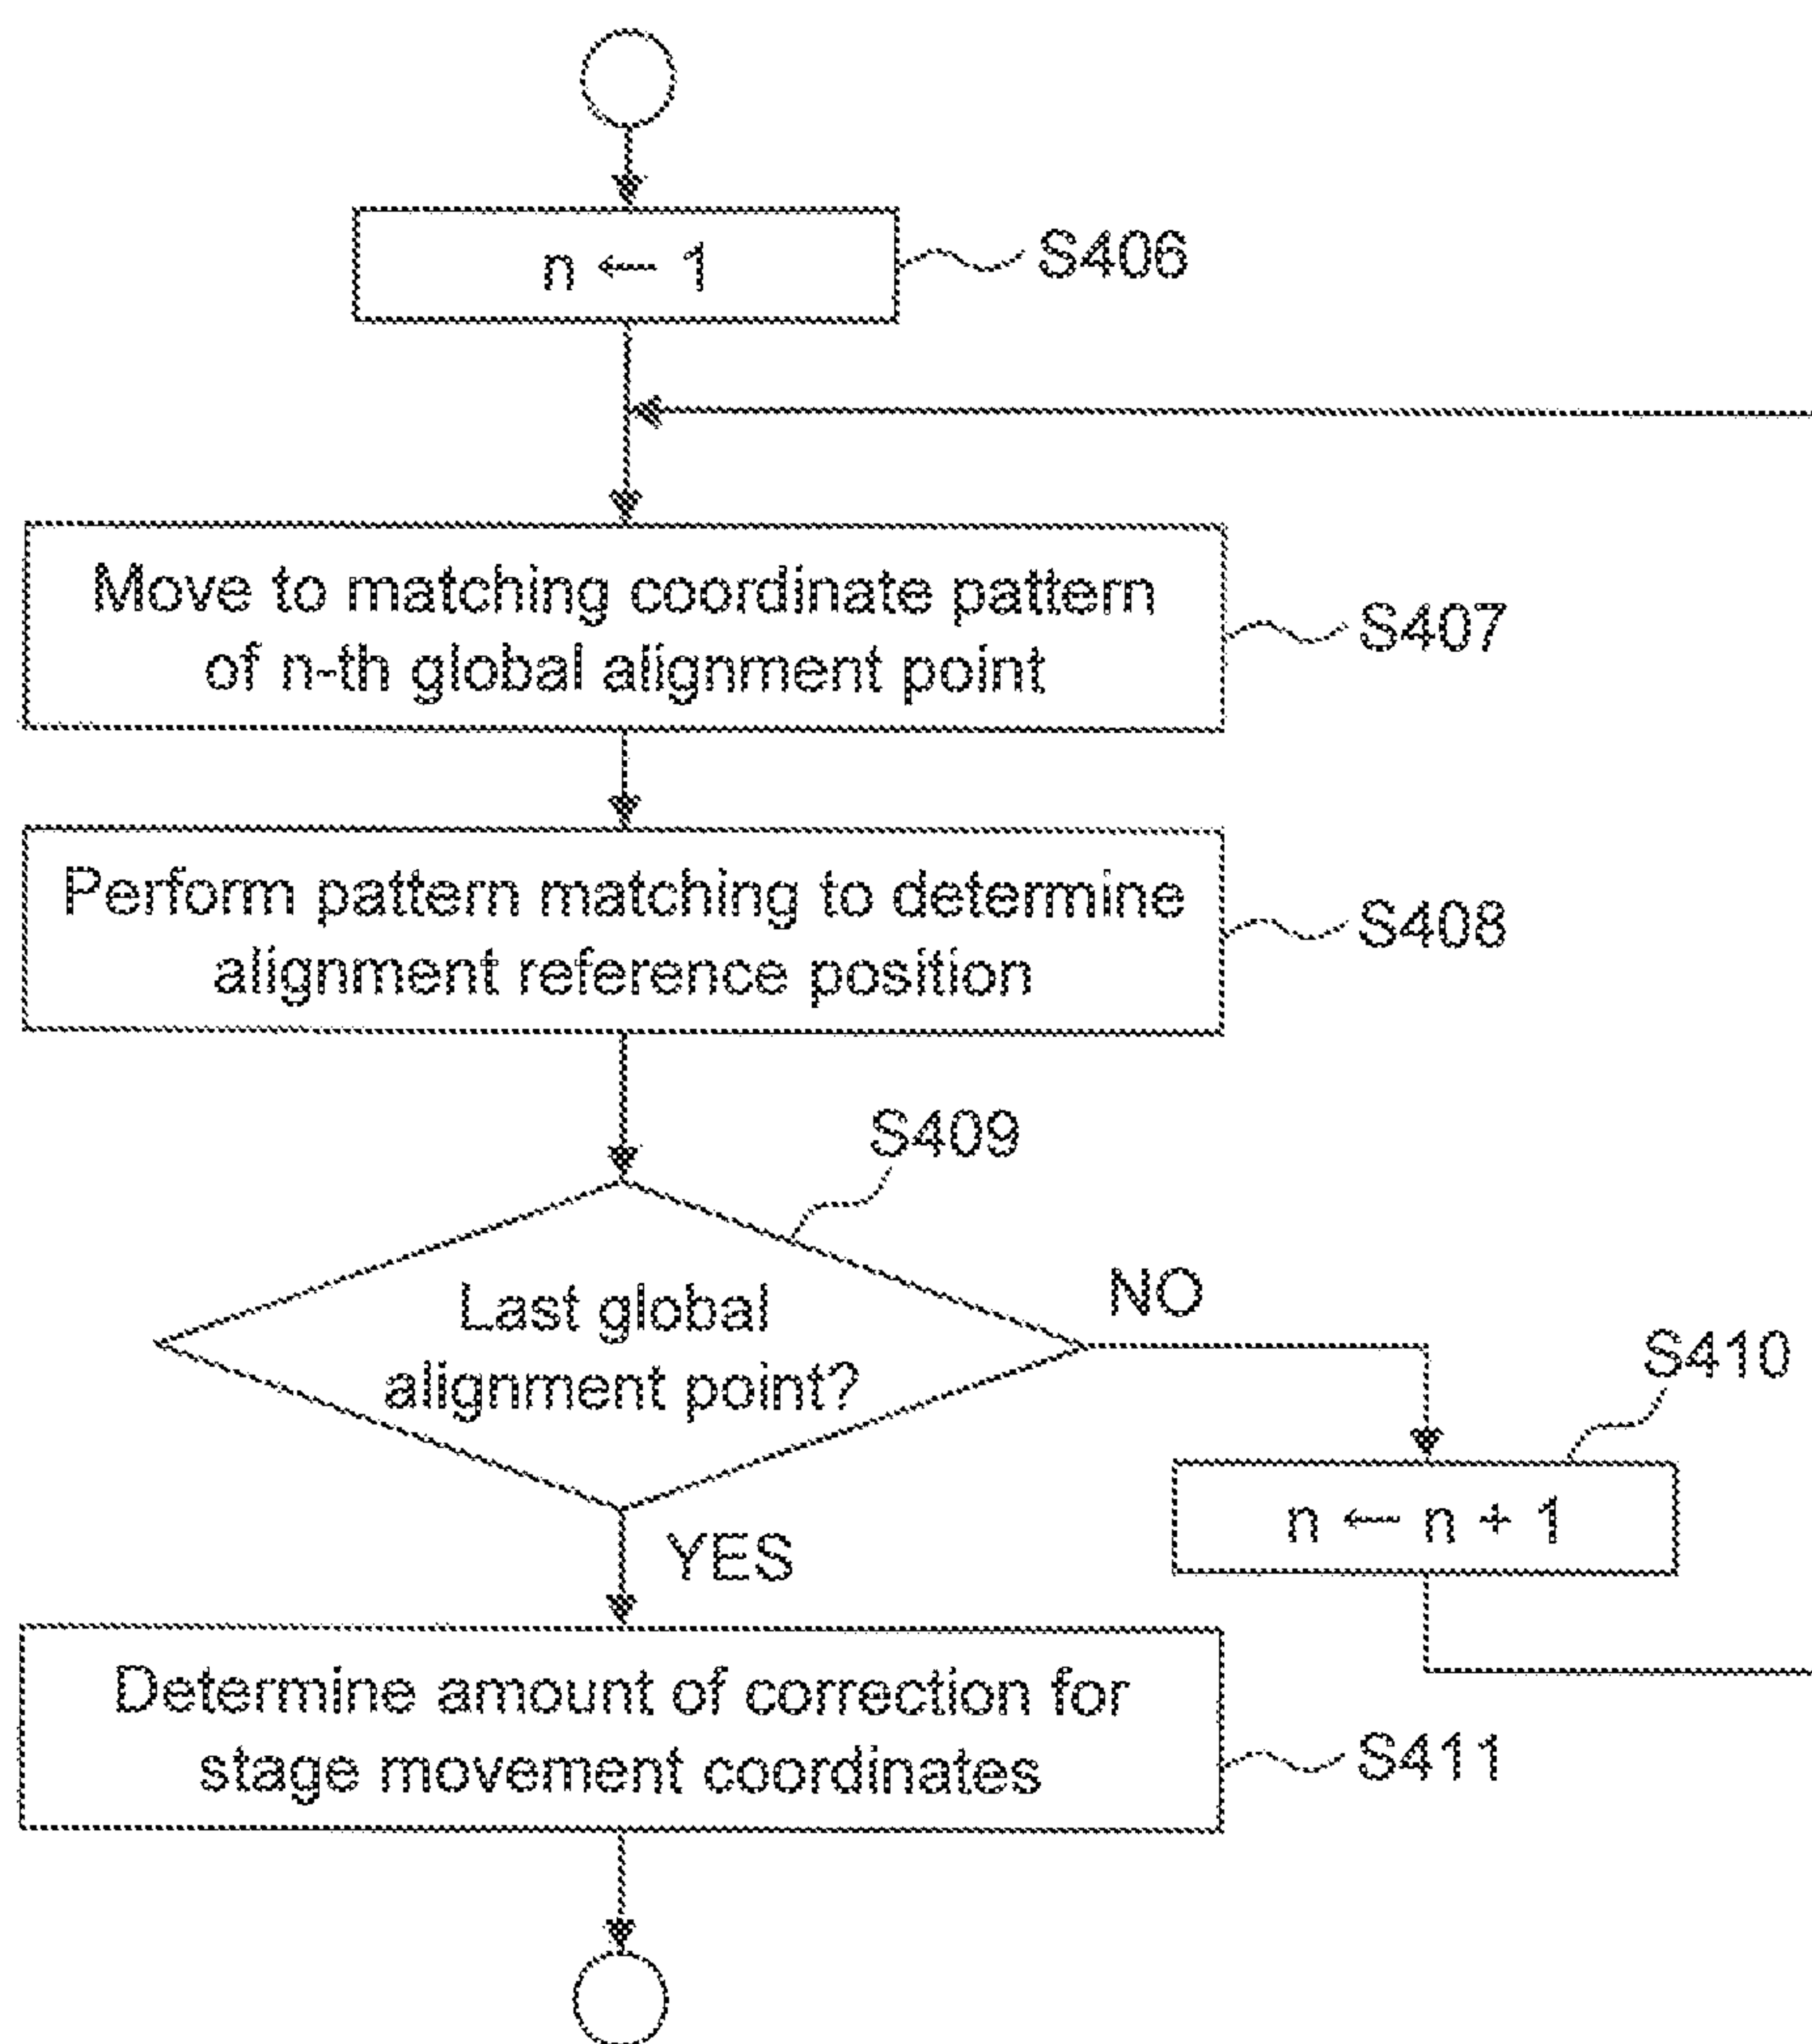 n ← 1
S406
Move to matching coordinate pattern
of n-th global alignment point
S407
Perform pattern matching to determine
alignment reference position
S408
S409
Last global
alignment point?
NO
S410
n ← n + 1
YES
Determine amount of correction for
stage movement coordinates
S411